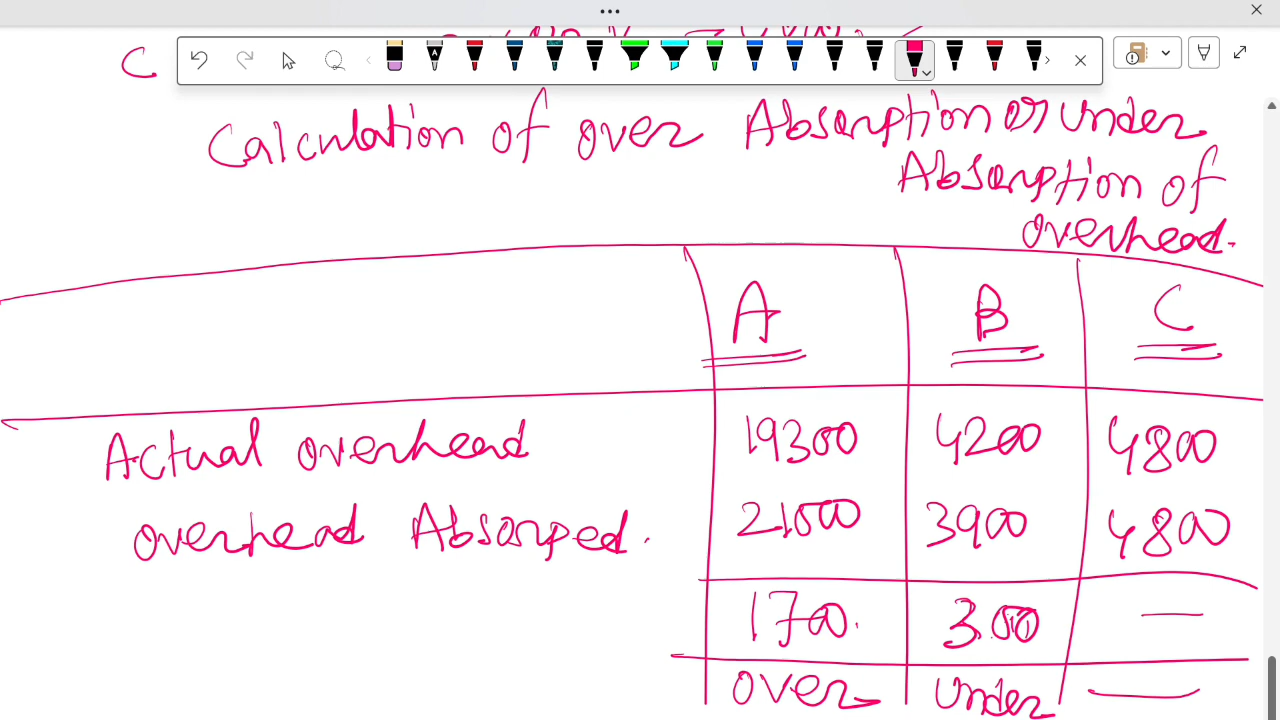 C
Calculation of over Absorption or under
Absorption of
overhead.
A B C
Actual overhead 19300 4200 4800
overhead Absorped. 21000 3900 4800
1700. 300 —
over under —